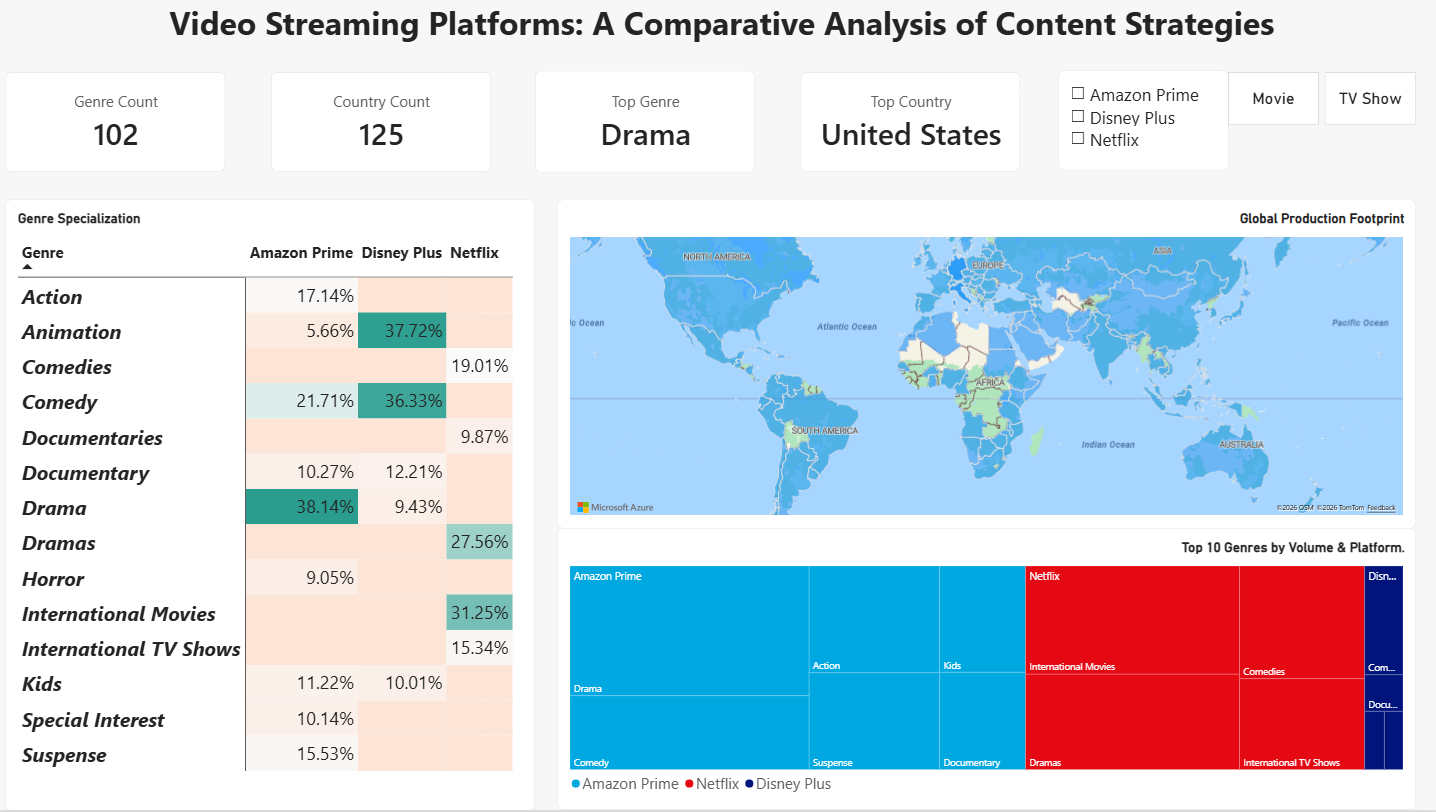 Video Streaming Platforms: A Comparative Analysis of Content Strategies
Genre Count
102
Country Count
125
Top Genre
Drama
Top Country
United States
Amazon Prime
Disney Plus
Netflix
Movie
TV Show
Genre Specialization
Genre Amazon Prime Disney Plus Netflix
Action 17.14%
Animation 5.66% 37.72%
Comedies 19.01%
Comedy 21.71% 36.33%
Documentaries 9.87%
Documentary 10.27% 12.21%
Drama 38.14% 9.43%
Dramas 27.56%
Horror 9.05%
International Movies 31.25%
International TV Shows 15.34%
Kids 11.22% 10.01%
Special Interest 10.14%
Suspense 15.53%
Global Production Footprint
NORTH AMERICA
EUROPE
ASIA
ic Ocean
Atlantic Ocean
Pacific Ocean
AFRICA
SOUTH AMERICA
Indian Ocean
AUSTRALIA
Microsoft Azure
©2026 OSM ©2026 TomTom Feedback
Top 10 Genres by Volume & Platform.
Amazon Prime
Drama
Comedy
Action
Suspense
Kids
Documentary
Netflix
International Movies
Dramas
Comedies
International TV Shows
Disn...
Com...
Docu...
Amazon Prime Netflix Disney Plus